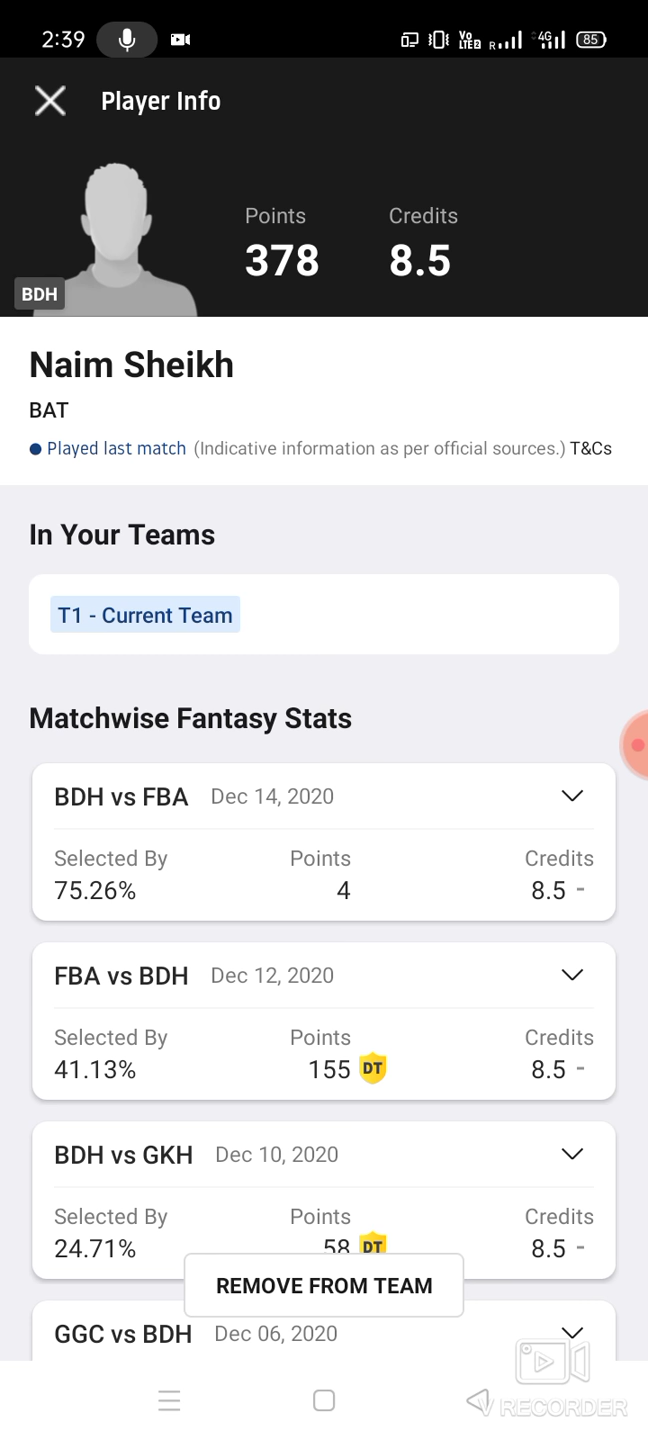 2:39
Vo
LTE2
R
4G
85
Player Info
Points
Credits
378
8.5
BDH
Naim Sheikh
BAT
Played last match (Indicative information as per official sources.) T&Cs
In Your Teams
T1 - Current Team
Matchwise Fantasy Stats
BDH vs FBA Dec 14, 2020
Selected By Points Credits
75.26% 4 8.5 -
FBA vs BDH Dec 12, 2020
Selected By Points Credits
41.13% 155 DT 8.5 -
BDH vs GKH Dec 10, 2020
Selected By Points Credits
24.71% 58 DT 8.5 -
REMOVE FROM TEAM
GGC vs BDH Dec 06, 2020
V RECORDER